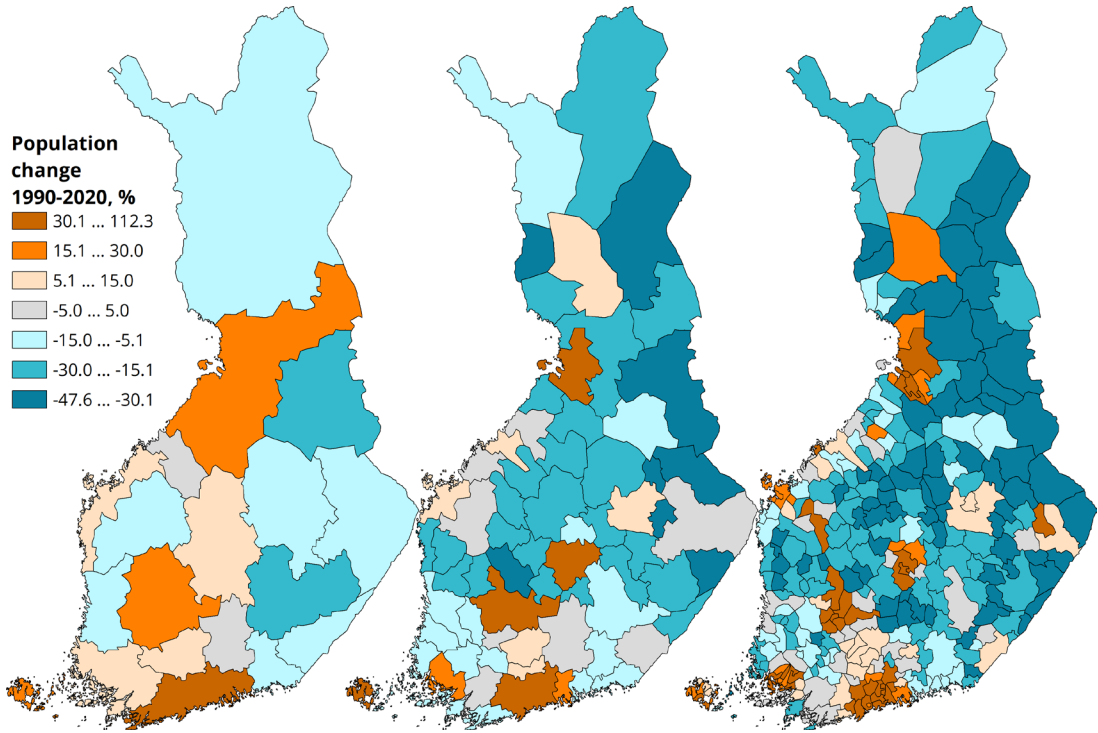 Population
change
1990-2020, %
30.1 ... 112.3
15.1 ... 30.0
5.1 ... 15.0
-5.0 ... 5.0
-15.0 ... -5.1
-30.0 ... -15.1
-47.6 ... -30.1